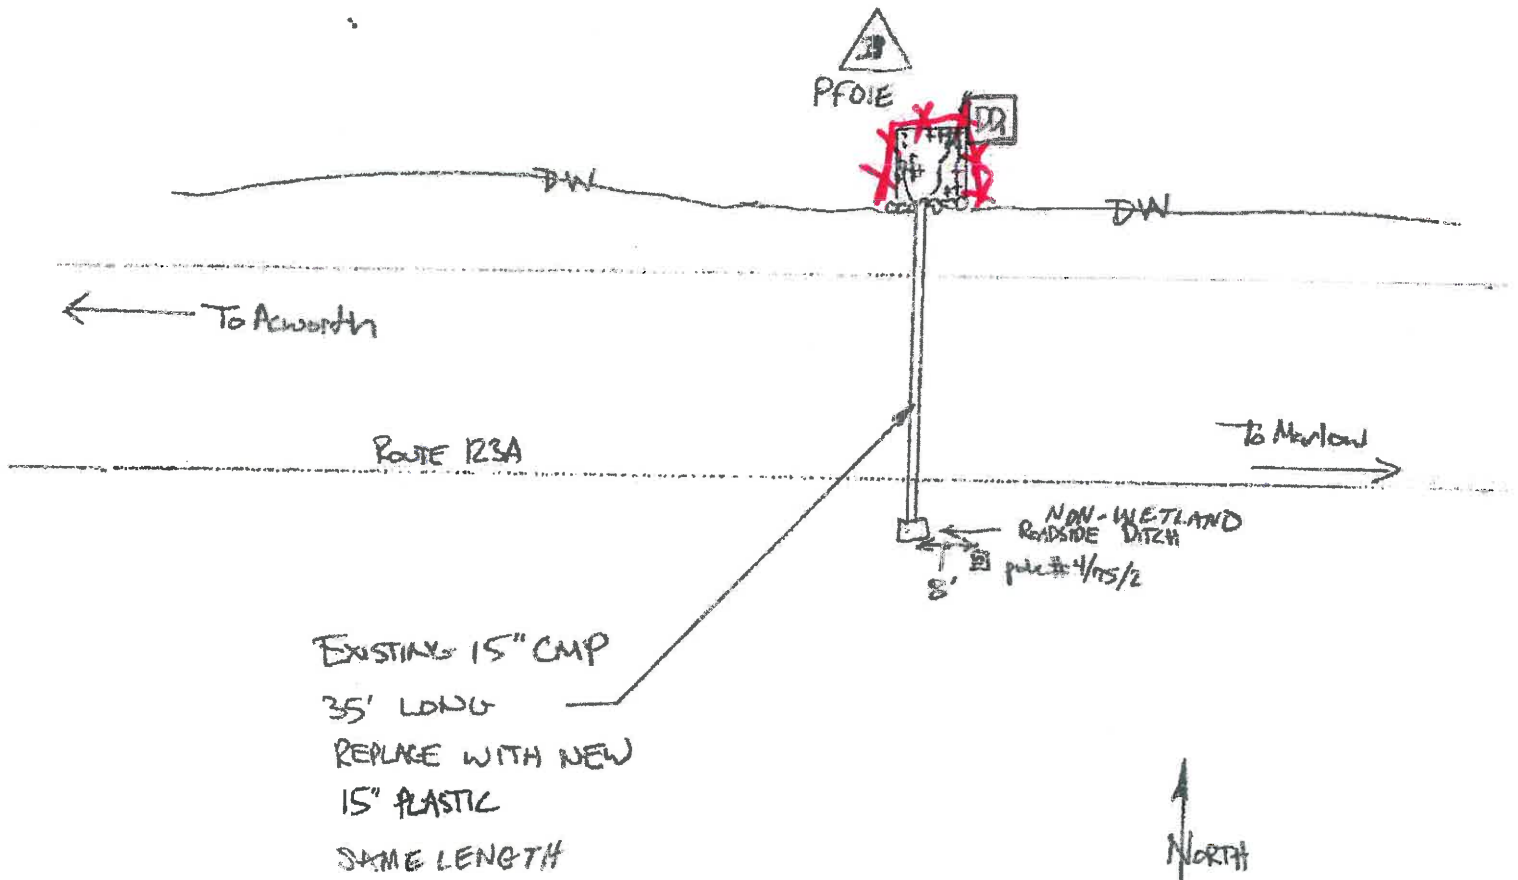 PFO1E
DW
DW
To Acworth
ROUTE 123A
To Marlow
NON-WETLAND
ROADSIDE DITCH
8'
pole # 4/175/2
EXISTING 15" CMP
35' LONG
REPLACE WITH NEW
15" PLASTIC
SAME LENGTH
NORTH